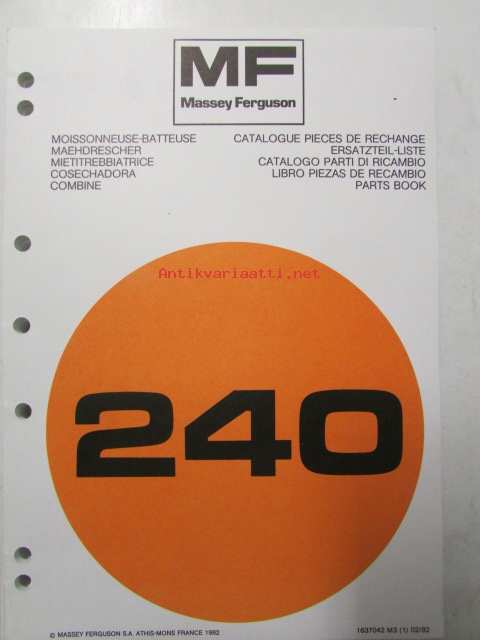 MF
Massey Ferguson
MOISSONNEUSE-BATTEUSE CATALOGUE PIECES DE RECHANGE
MAEHDRESCHER ERSATZTEIL-LISTE
MIETITREBBIATRICE CATALOGO PARTI DI RICAMBIO
COSECHADORA LIBRO PIEZAS DE RECAMBIO
COMBINE PARTS BOOK
Antikvariaatti.net
240
© MASSEY FERGUSON S.A. ATHIS-MONS FRANCE 1982 1637042 M3 (1) 02/82